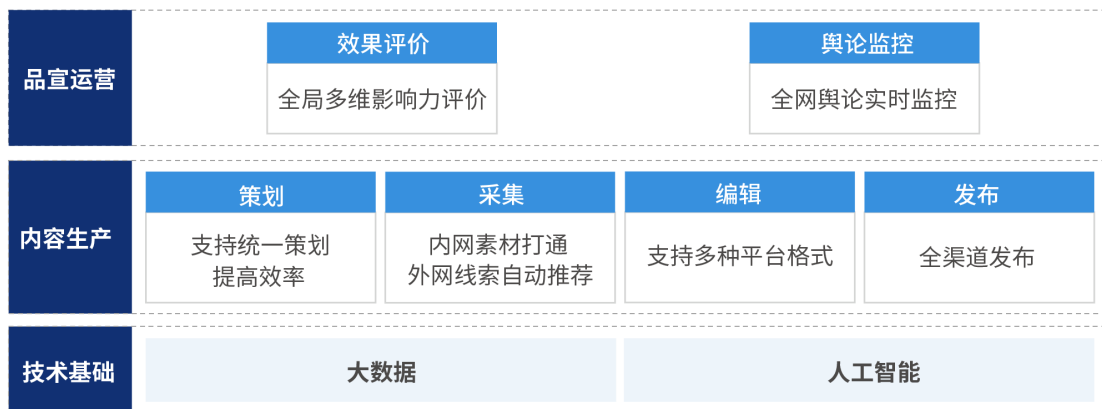 品宣运营
效果评价
全局多维影响力评价
舆论监控
全网舆论实时监控
内容生产
策划
支持统一策划
提高效率
采集
内网素材打通
外网线索自动推荐
编辑
支持多种平台格式
发布
全渠道发布
技术基础
大数据
人工智能